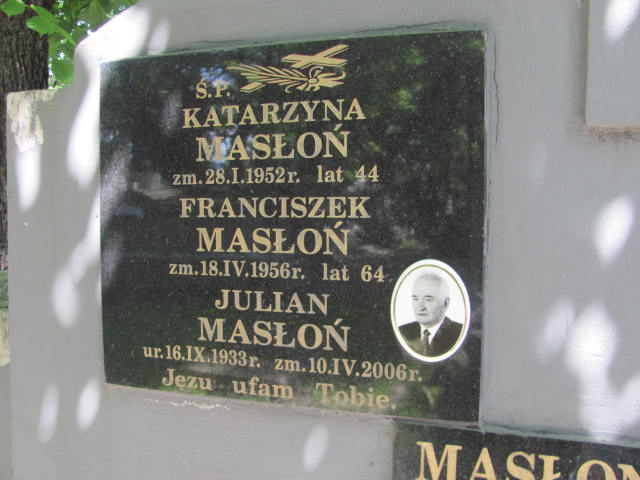 Ś.P.
KATARZYNA
MASŁOŃ
zm.28.I.1952r. lat 44
FRANCISZEK
MASŁOŃ
zm.18.IV.1956r. lat 64
JULIAN
MASŁOŃ
ur.16.IX.1933r. zm.10.IV.2006r.
Jezu ufam Tobie.
MASŁOŃ